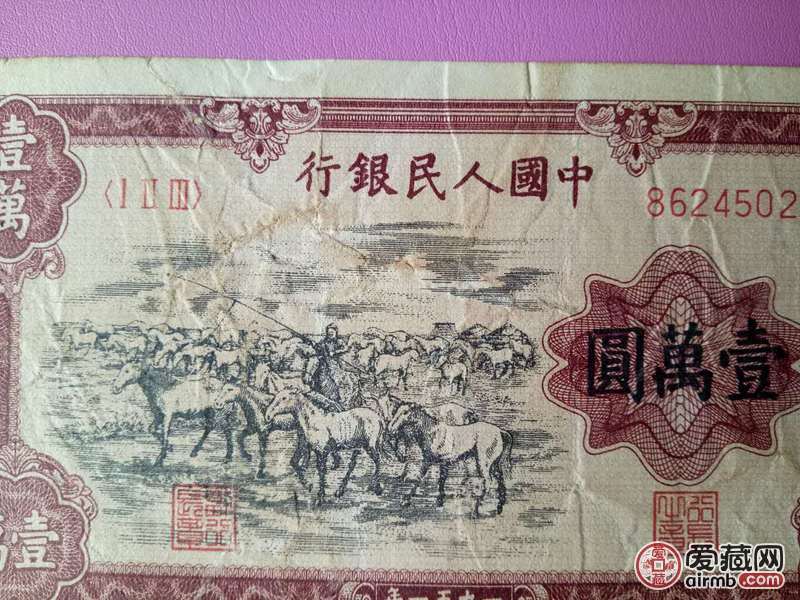 中國人民銀行
〈I II III〉
8624502
壹萬
壹萬圓
壹
爱藏网
airmb.com